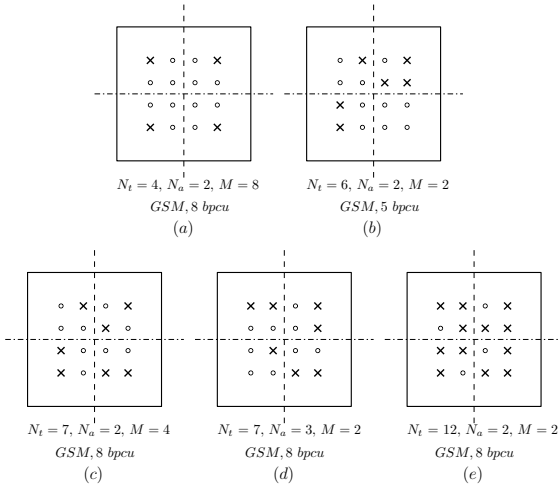 N_t = 4, N_a = 2, M = 8
GSM, 8 bpcu
(a)
N_t = 6, N_a = 2, M = 2
GSM, 5 bpcu
(b)
N_t = 7, N_a = 2, M = 4
GSM, 8 bpcu
(c)
N_t = 7, N_a = 3, M = 2
GSM, 8 bpcu
(d)
N_t = 12, N_a = 2, M = 2
GSM, 8 bpcu
(e)